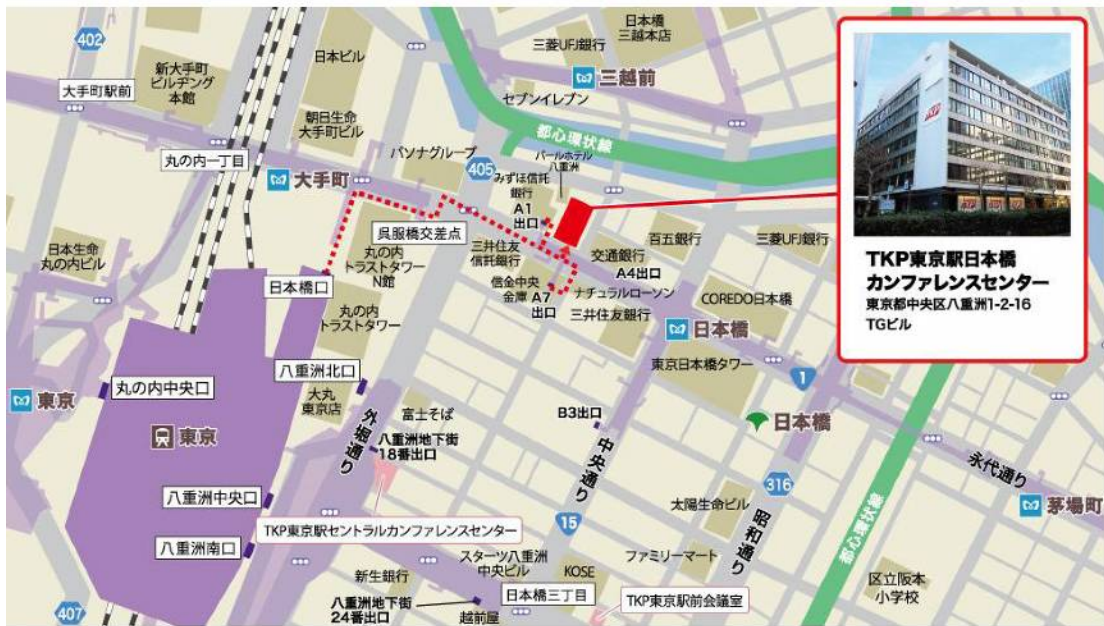 402
日本ビル
三菱UFJ銀行
日本橋
三越本店
新大手町
ビルヂング
本館
大手町駅前
三越前
セブンイレブン
朝日生命
大手町ビル
都心環状線
丸の内一丁目
パソナグループ
パールホテル
八重洲
405
大手町
みずほ信託
銀行
A1
出口
呉服橋交差点
三井住友
信託銀行
交通銀行
百五銀行
三菱UFJ銀行
日本生命
丸の内ビル
丸の内
トラストタワー
N館
A4出口
日本橋口
信金中央
金庫
A7
出口
ナチュラルローソン
COREDO日本橋
丸の内
トラストタワー
三井住友銀行
日本橋
東京日本橋タワー
八重洲北口
1
丸の内中央口
大丸
東京店
東京
富士そば
B3出口
日本橋
外堀通り
八重洲地下街
18番出口
東京
中央通り
永代通り
316
八重洲中央口
太陽生命ビル
茅場町
TKP東京駅セントラルカンファレンスセンター
15
昭和通り
都心環状線
八重洲南口
スターツ八重洲
中央ビル
ファミリーマート
新生銀行
KOSE
区立阪本
小学校
日本橋三丁目
TKP東京駅前会議室
八重洲地下街
24番出口
越前屋
407
TKP
TKP東京駅日本橋
カンファレンスセンター
東京都中央区八重洲1-2-16
TGビル